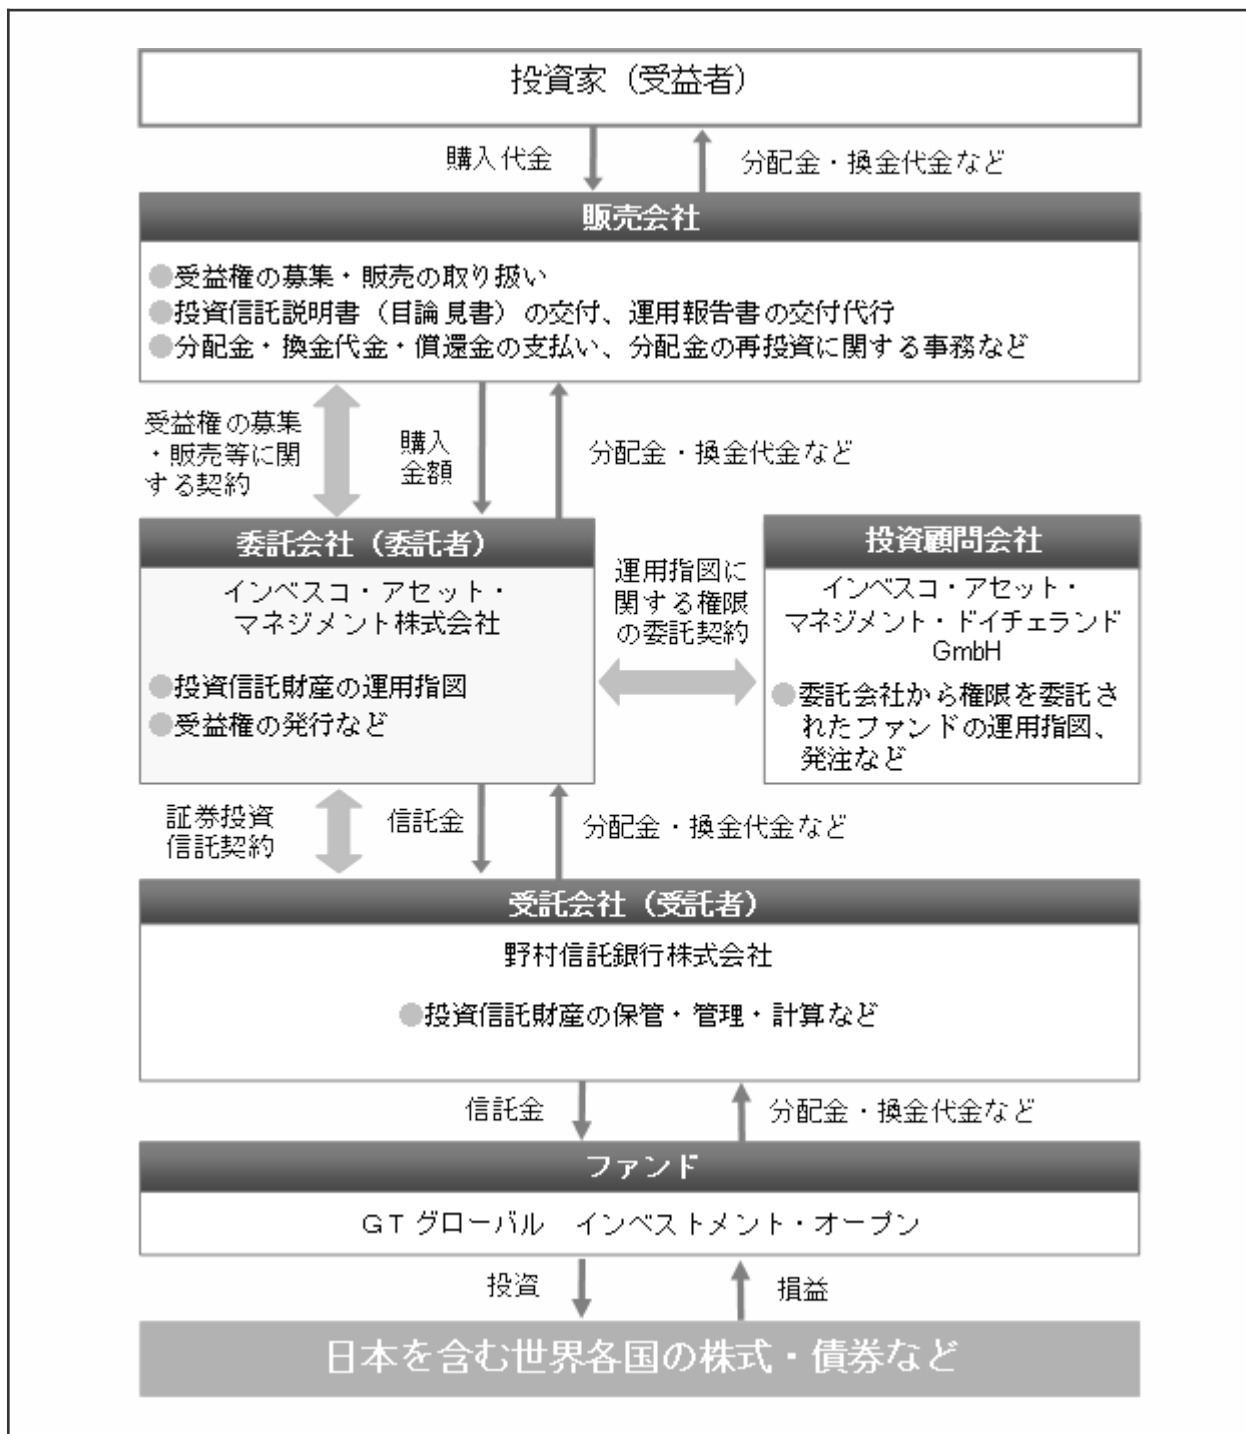 投資家（受益者）
購入代金
分配金・換金代金など
販売会社
●受益権の募集・販売の取り扱い
●投資信託説明書（目論見書）の交付、運用報告書の交付代行
●分配金・換金代金・償還金の支払い、分配金の再投資に関する事務など
受益権の募集
・販売等に関
する契約
購入
金額
分配金・換金代金など
委託会社（委託者）
インベスコ・アセット・
マネジメント株式会社
●投資信託財産の運用指図
●受益権の発行など
運用指図に
関する権限
の委託契約
投資顧問会社
インベスコ・アセット・
マネジメント・ドイチェランド
GmbH
●委託会社から権限を委託さ
れたファンドの運用指図、
発注など
証券投資
信託契約
信託金
分配金・換金代金など
受託会社（受託者）
野村信託銀行株式会社
●投資信託財産の保管・管理・計算など
信託金
分配金・換金代金など
ファンド
GT グローバル　インベストメント・オープン
投資
損益
日本を含む世界各国の株式・債券など